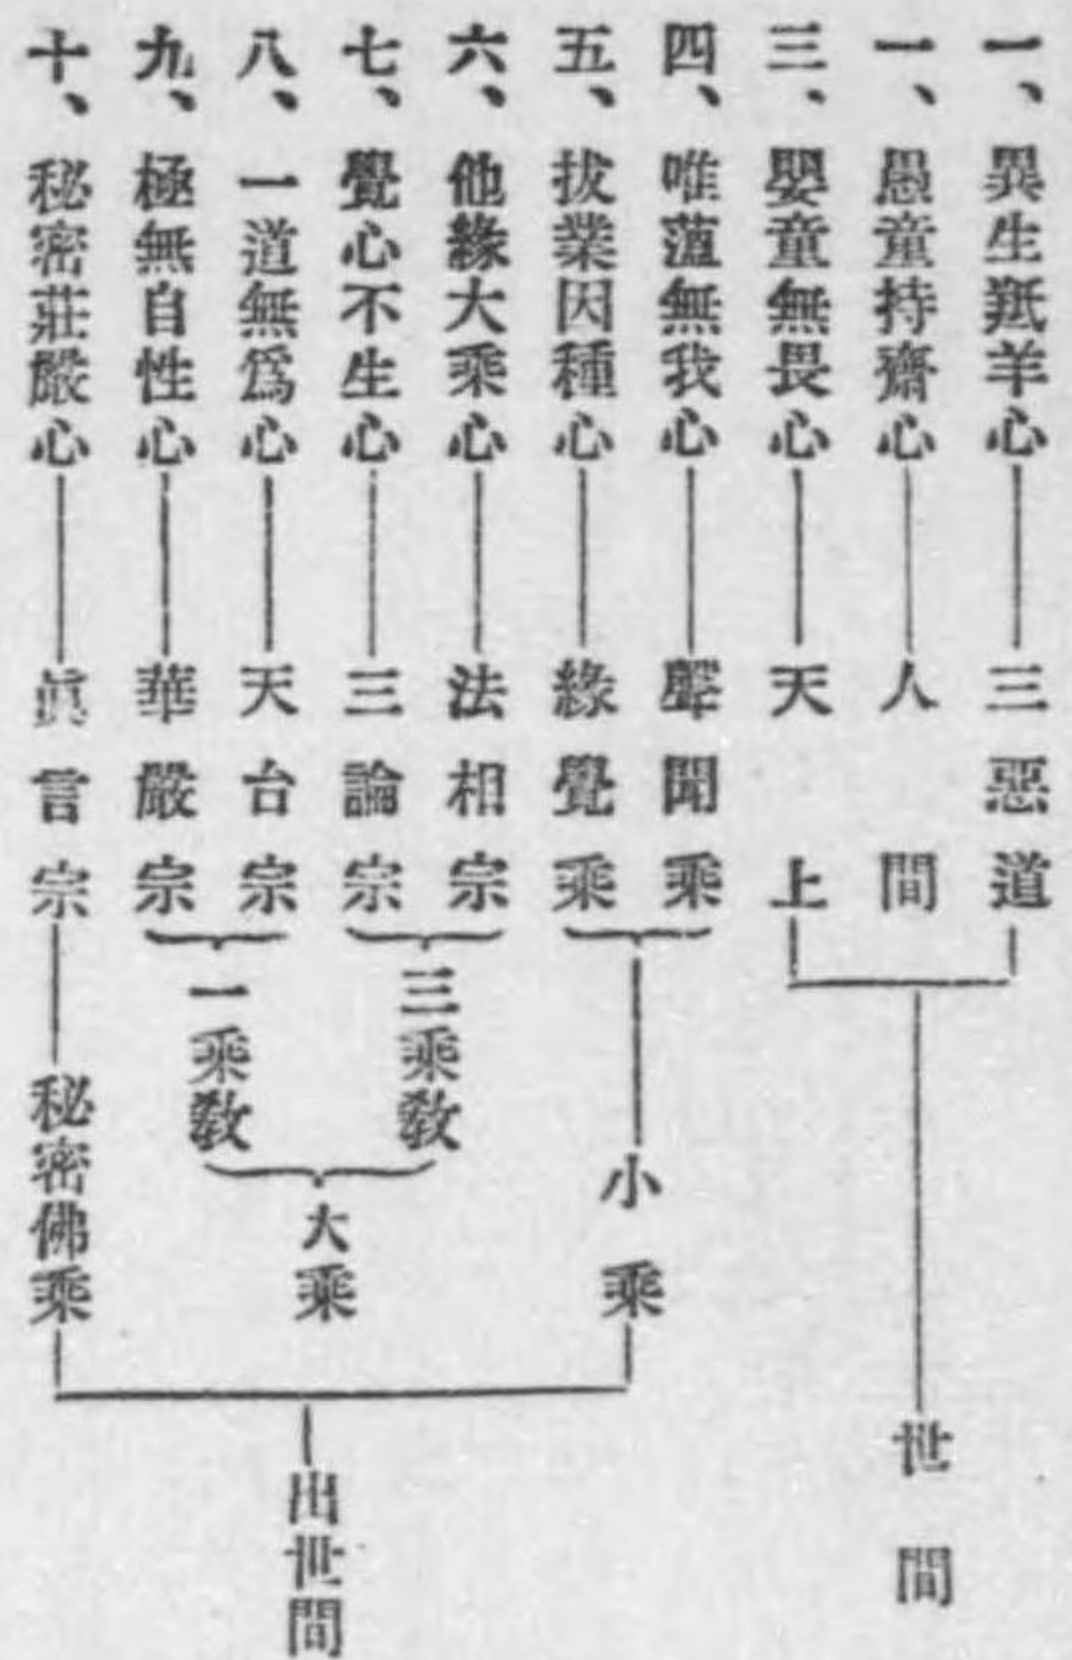 一、異生羝羊心 三惡道
一、愚童持齋心 人間
三、嬰童無畏心 天上
世間
四、唯蘊無我心 聲聞乘
五、拔業因種心 緣覺乘
小乘
六、他緣大乘心 法相宗
七、覺心不生心 三論宗
三乘敎
八、一道無爲心 天台宗
九、極無自性心 華嚴宗
一乘敎
大乘
十、秘密莊嚴心 眞言宗
秘密佛乘
出世間